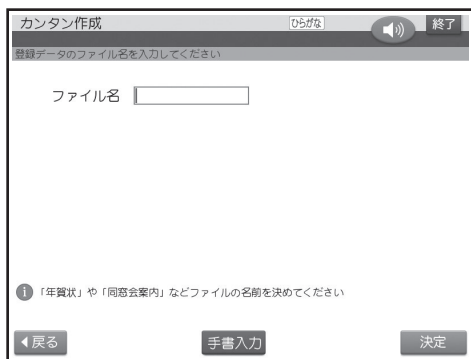 カンタン作成 ひらがな 終了
登録データのファイル名を入力してください
ファイル名
「年賀状」や「同窓会案内」などファイルの名前を決めてください
戻る 手書入力 決定